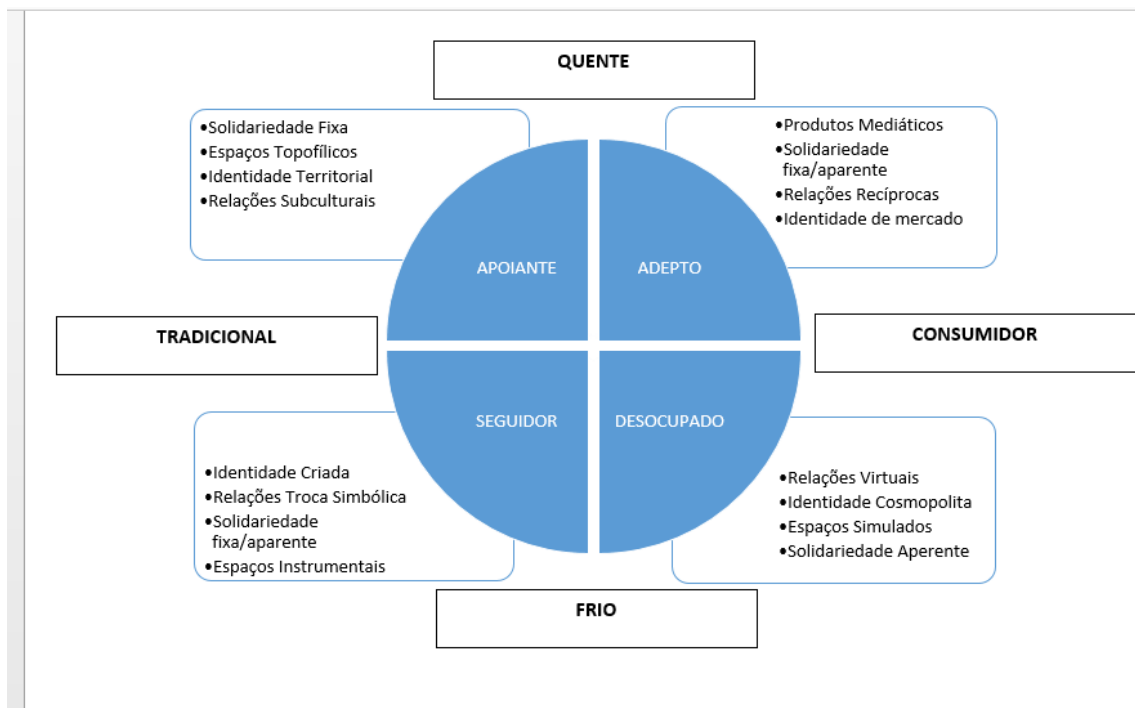 QUENTE
•Solidariedade Fixa
•Espaços Topofílicos
•Identidade Territorial
•Relações Subculturais
•Produtos Mediáticos
•Solidariedade
fixa/aparente
•Relações Recíprocas
•Identidade de mercado
APOIANTE
ADEPTO
TRADICIONAL
CONSUMIDOR
SEGUIDOR
DESOCUPADO
•Identidade Criada
•Relações Troca Simbólica
•Solidariedade
fixa/aparente
•Espaços Instrumentais
•Relações Virtuais
•Identidade Cosmopolita
•Espaços Simulados
•Solidariedade Aperente
FRIO